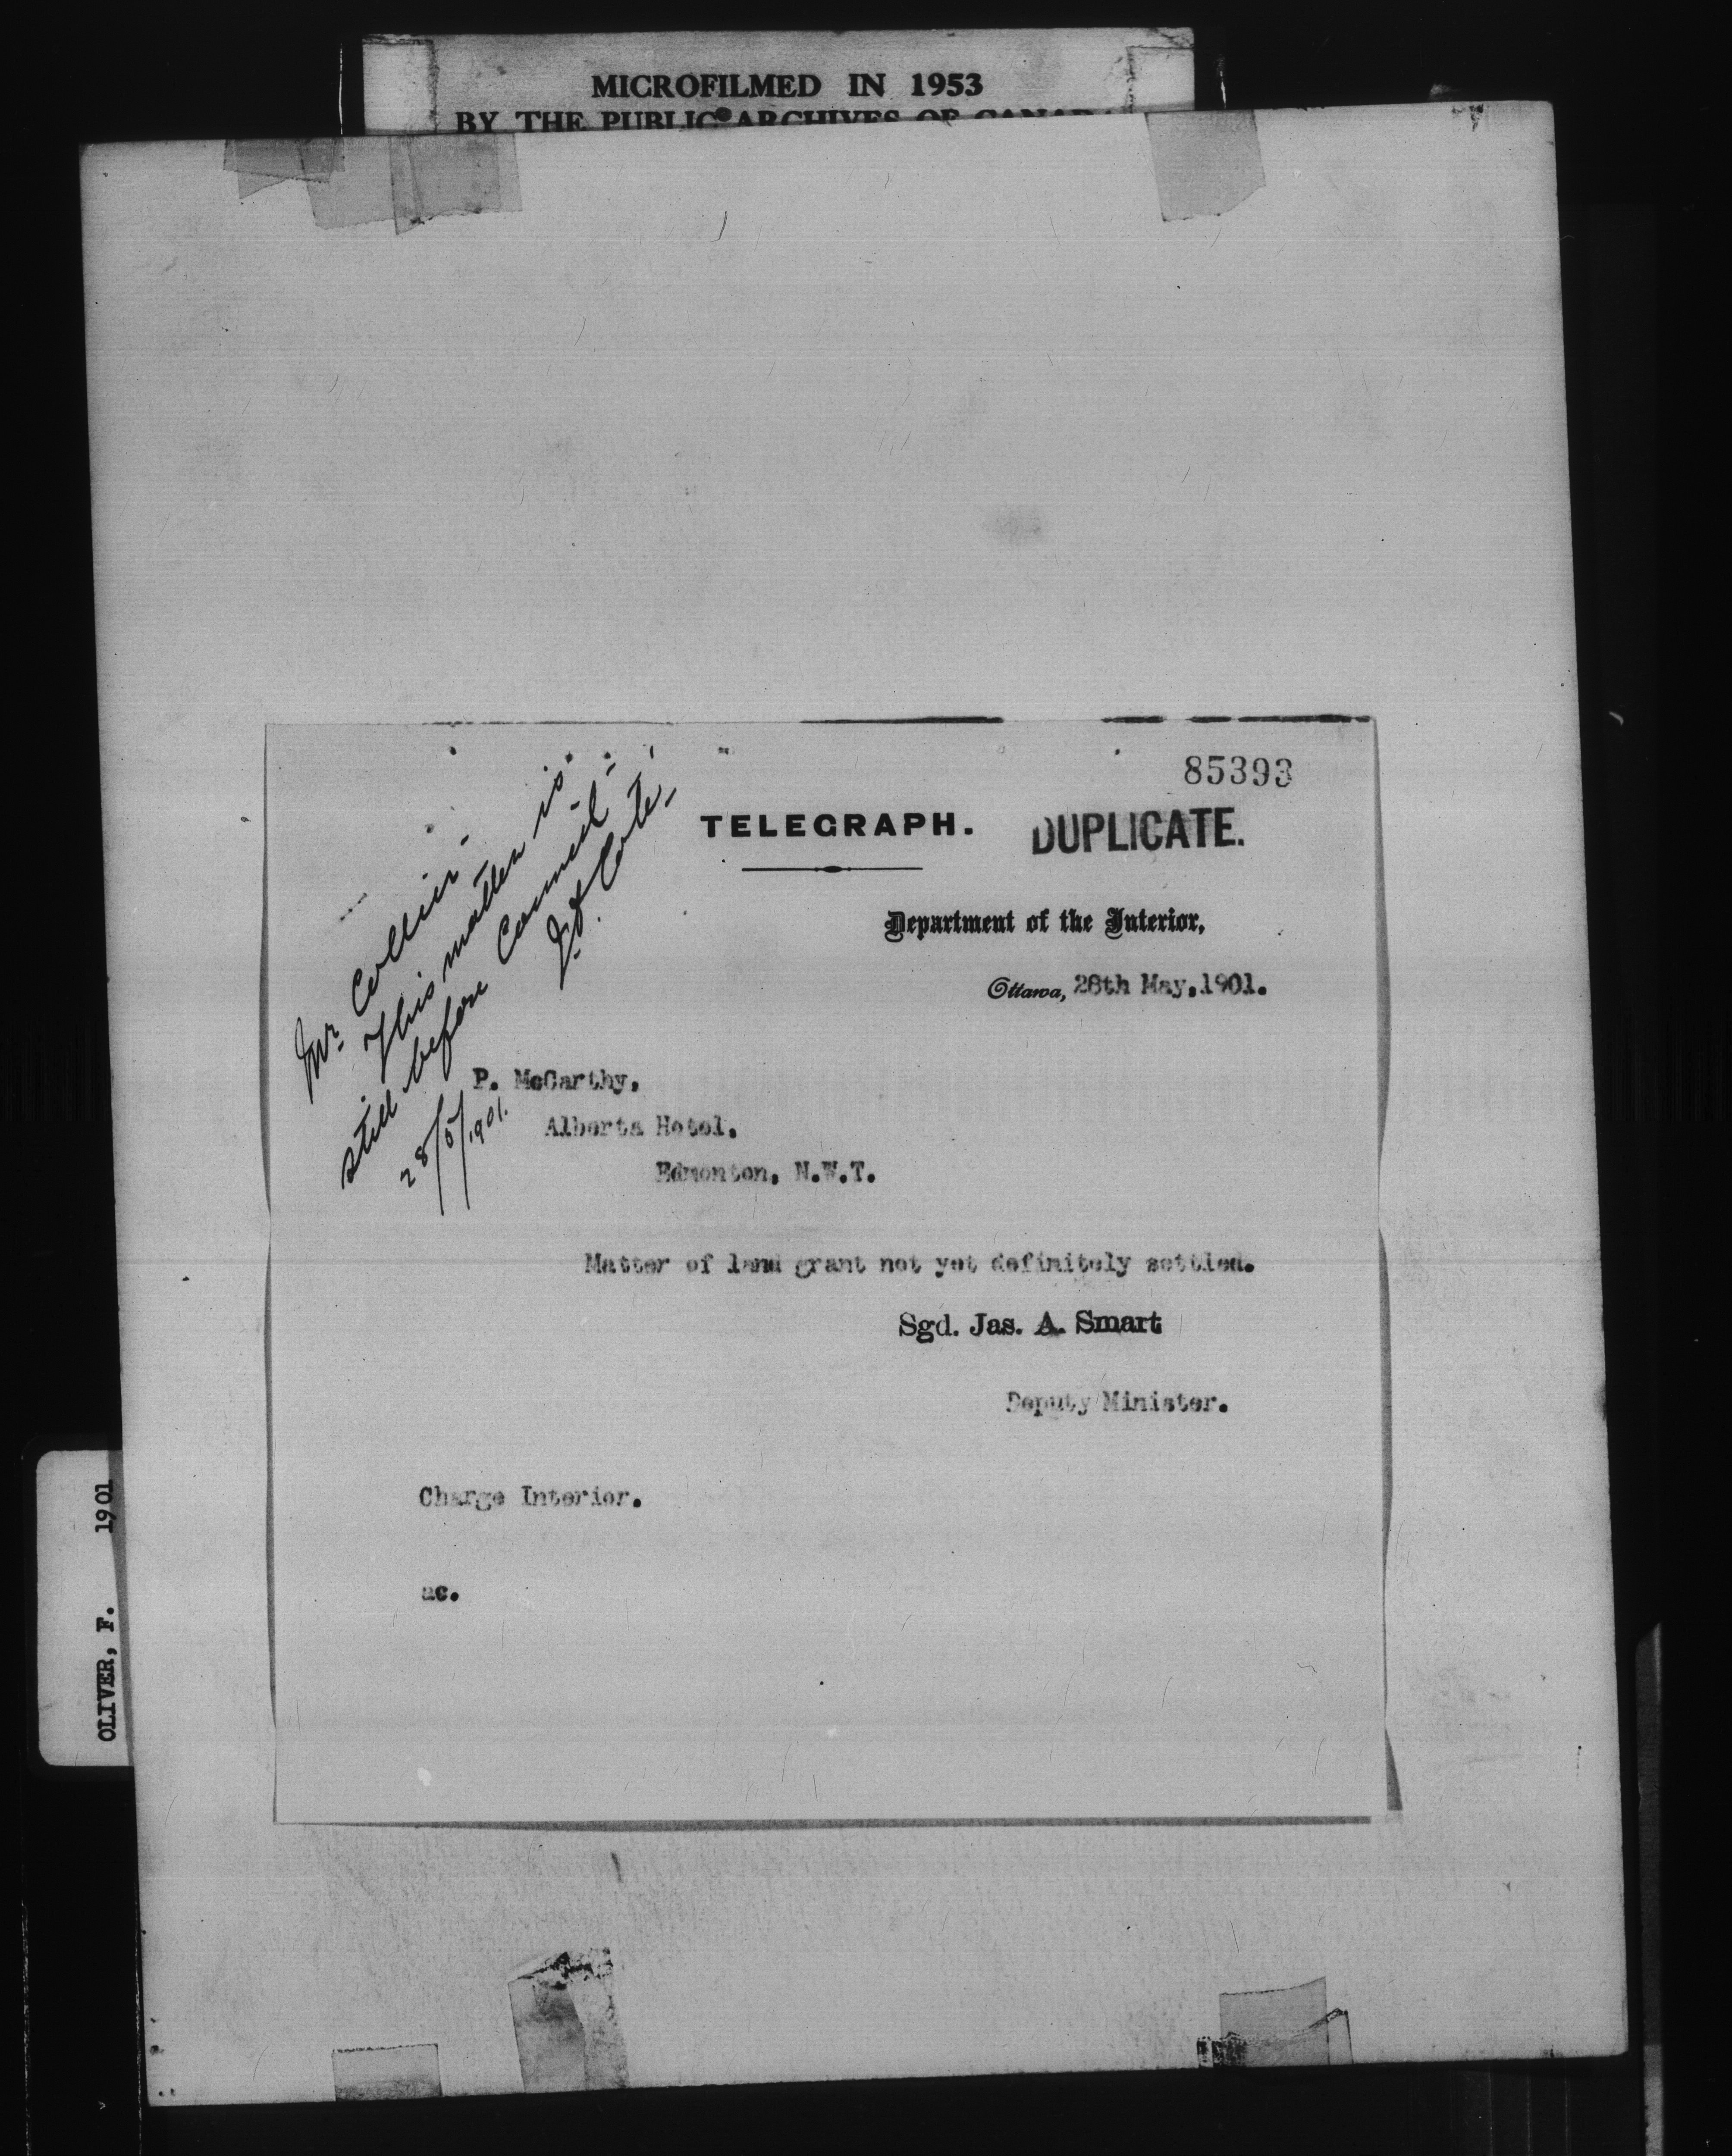 MICROFILMED IN 1953
BY THE PUBLIC ARCHIVES OF CANADA
85393
TELEGRAPH.
DUPLICATE.
Department of the Interior,
Ottawa, 28th May, 1901.
Mr. Collier -
This matter is
still before Council -
J. A. Coté
28/5/1901.
P. McCarthy,
Alberta Hotel,
Edmonton, N.W.T.
Matter of land grant not yet definitely settled.
Sgd. Jas. A. Smart
Deputy Minister.
Charge Interior.
ac.
OLIVER, F. 1901